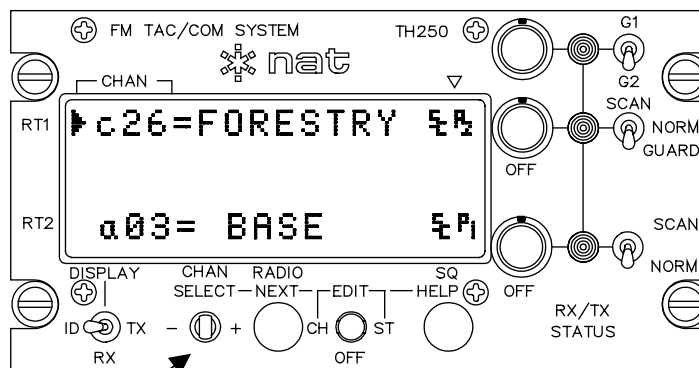 FM TAC/COM SYSTEM TH250 G1
nat
CHAN G2
SCAN
RT1 c26=FORESTRY NORM
GUARD
OFF
RT2 a03= BASE SCAN
NORM
DISPLAY CHAN RADIO SQ OFF
SELECT NEXT EDIT HELP RX/TX
ID TX - + CH ST STATUS
RX OFF